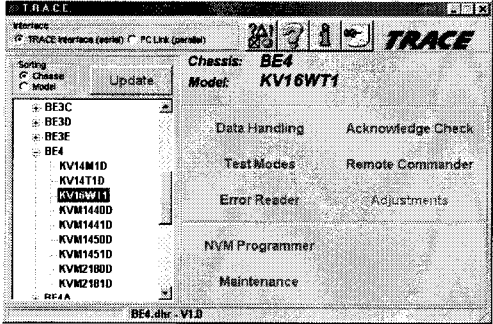 T.R.A.C.E.
Interface
TRACE Interface (serial) PC Link (parallel)
TRACE
Sorting
Chassis
Model
Update
Chassis: BE4
Model: KV16WT1
BE3C
BE3D
BE3E
BE4
KV14M1D
KV14T1D
KV16WT1
KVM1440D
KVM1441D
KVM1450D
KVM1451D
KVM2180D
KVM2181D
BE4A
Data Handling Acknowledge Check
Test Modes Remote Commander
Error Reader Adjustments
NVM Programmer
Maintenance
BE4.dhr - V1.0